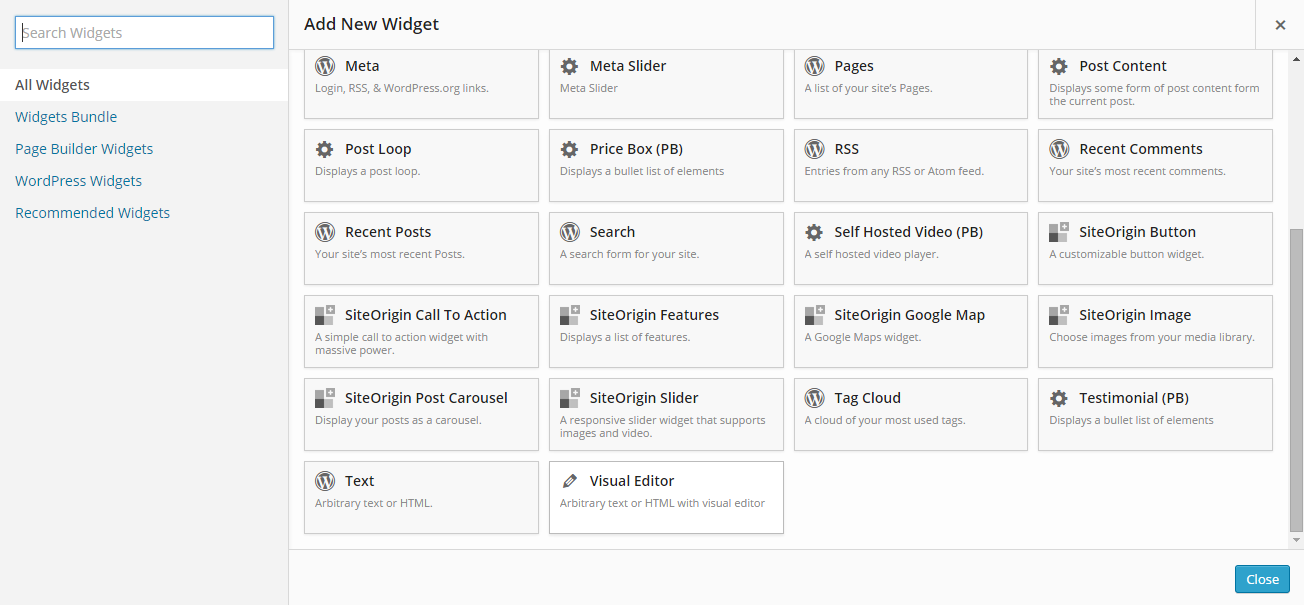 Search Widgets
All Widgets
Widgets Bundle
Page Builder Widgets
WordPress Widgets
Recommended Widgets
Add New Widget
Meta
Login, RSS, & WordPress.org links.
Meta Slider
Meta Slider
Pages
A list of your site's Pages.
Post Content
Displays some form of post content form
the current post.
Post Loop
Displays a post loop.
Price Box (PB)
Displays a bullet list of elements
RSS
Entries from any RSS or Atom feed.
Recent Comments
Your site's most recent comments.
Recent Posts
Your site's most recent Posts.
Search
A search form for your site.
Self Hosted Video (PB)
A self hosted video player.
SiteOrigin Button
A customizable button widget.
SiteOrigin Call To Action
A simple call to action widget with
massive power.
SiteOrigin Features
Displays a list of features.
SiteOrigin Google Map
A Google Maps widget.
SiteOrigin Image
Choose images from your media library.
SiteOrigin Post Carousel
Display your posts as a carousel.
SiteOrigin Slider
A responsive slider widget that supports
images and video.
Tag Cloud
A cloud of your most used tags.
Testimonial (PB)
Displays a bullet list of elements
Text
Arbitrary text or HTML.
Visual Editor
Arbitrary text or HTML with visual editor
Close